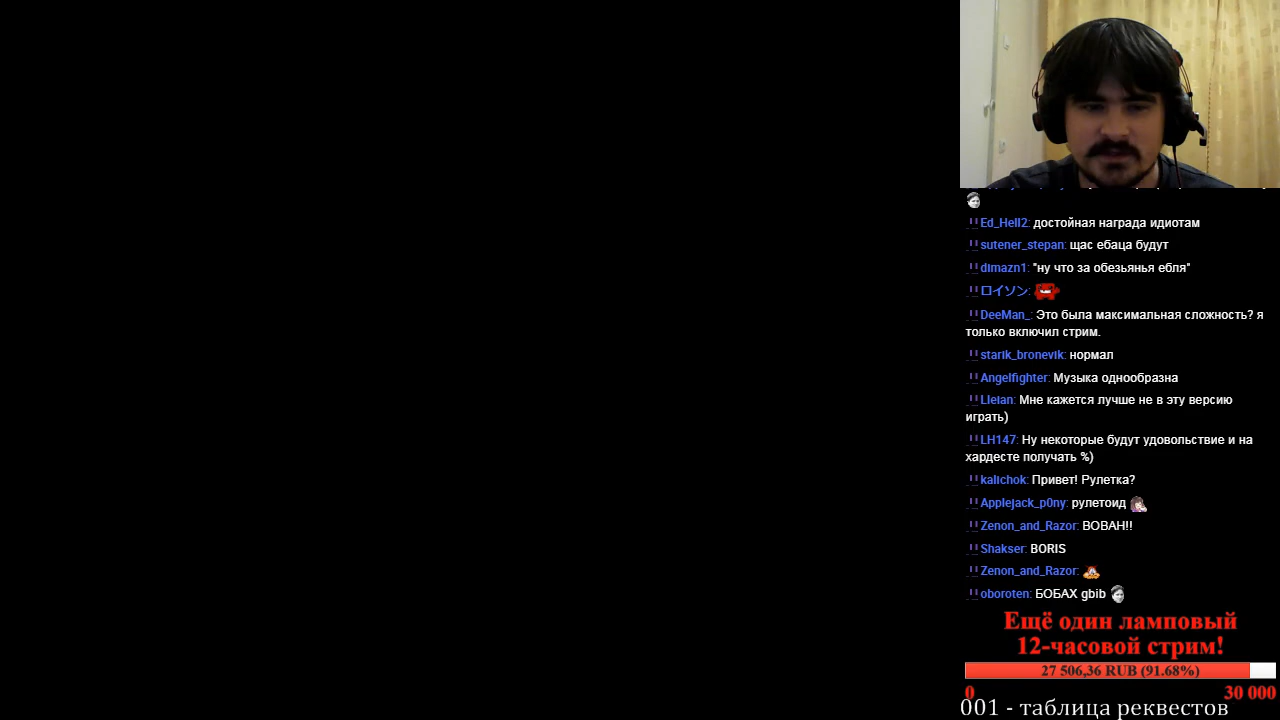 Ed_Hell2: достойная награда идиотам
sutener_stepan: щас ебаца будут
dimazn1: "ну что за обезьянья ебля"
ロイソン:
DeeMan_: Это была максимальная сложность? я
только включил стрим.
starik_bronevik: нормал
Angelfighter: Музыка однообразна
Lleian: Мне кажется лучше не в эту версию
играть)
LH147: Ну некоторые будут удовольствие и на
хардесте получать %)
kalichok: Привет! Рулетка?
Applejack_p0ny: рулетоид
Zenon_and_Razor: ВОВАН!!
Shakser: BORIS
Zenon_and_Razor:
oboroten: БОБАХ gbib
Ещё один ламповый
12-часовой стрим!
27 506,36 RUB (91.68%)
0 30 000
001 - таблица реквестов